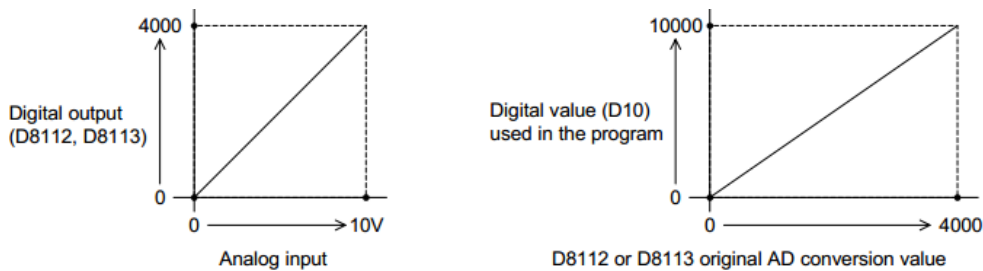 4000
Digital output
(D8112, D8113)
0
0
10V
Analog input
10000
Digital value (D10)
used in the program
0
0
4000
D8112 or D8113 original AD conversion value